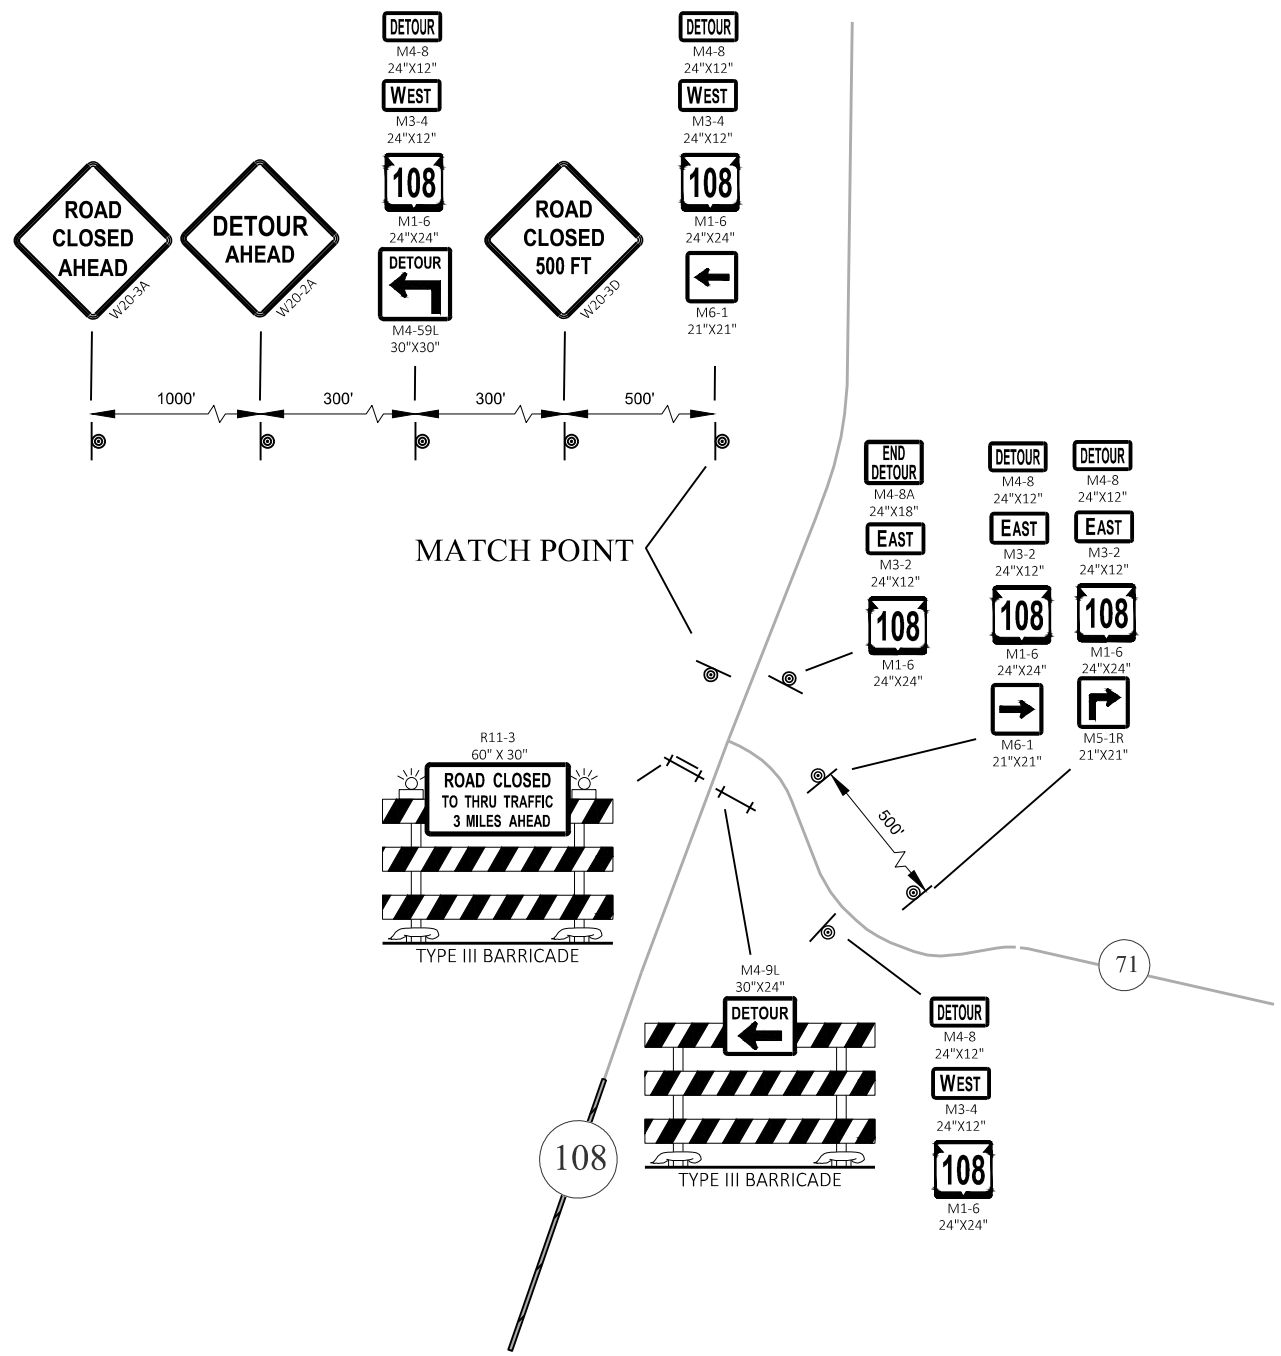 DETOUR
M4-8
24"X12"
WEST
M3-4
24"X12"
108
M1-6
24"X24"
DETOUR
M4-59L
30"X30"
DETOUR
M4-8
24"X12"
WEST
M3-4
24"X12"
108
M1-6
24"X24"
M6-1
21"X21"
ROAD
CLOSED
AHEAD
W20-3A
DETOUR
AHEAD
W20-2A
ROAD
CLOSED
500 FT
W20-3D
1000'
300'
300'
500'
MATCH POINT
END
DETOUR
M4-8A
24"X18"
EAST
M3-2
24"X12"
108
M1-6
24"X24"
DETOUR
M4-8
24"X12"
EAST
M3-2
24"X12"
108
M1-6
24"X24"
M6-1
21"X21"
DETOUR
M4-8
24"X12"
EAST
M3-2
24"X12"
108
M1-6
24"X24"
M5-1R
21"X21"
R11-3
60" X 30"
ROAD CLOSED
TO THRU TRAFFIC
3 MILES AHEAD
TYPE III BARRICADE
500'
71
M4-9L
30"X24"
DETOUR
TYPE III BARRICADE
DETOUR
M4-8
24"X12"
WEST
M3-4
24"X12"
108
M1-6
24"X24"
108